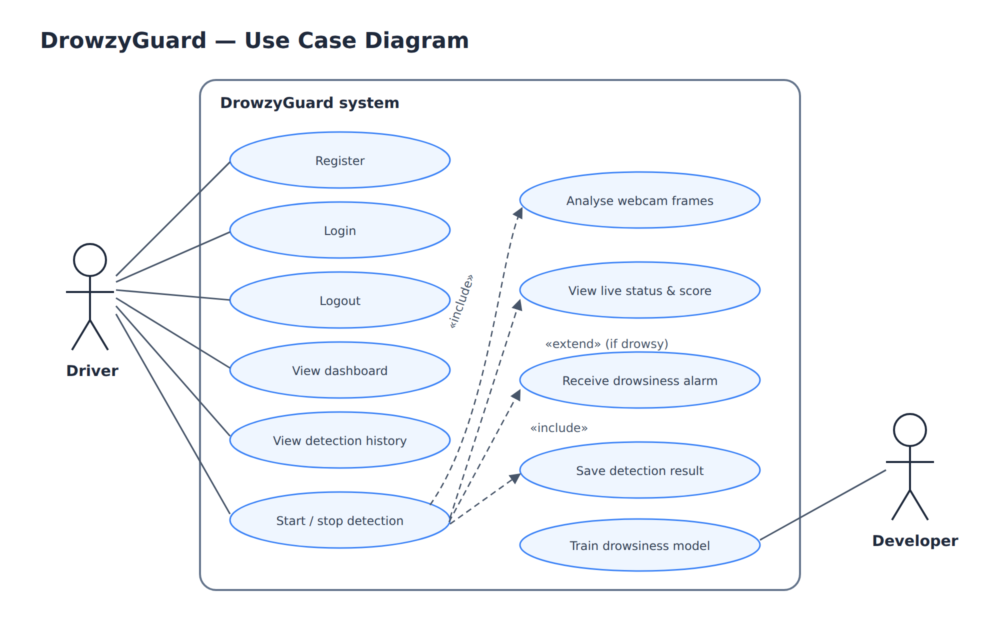 DrowzyGuard — Use Case Diagram
DrowzyGuard system
Register
Login
Logout
View dashboard
View detection history
Start / stop detection
«include»
Analyse webcam frames
View live status & score
«extend» (if drowsy)
Receive drowsiness alarm
«include»
Save detection result
Train drowsiness model
Driver
Developer